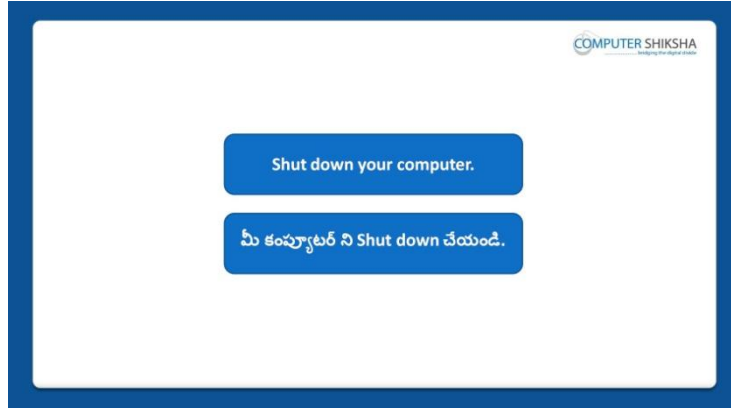 COMPUTER SHIKSHA
bridging the digital divide
Shut down your computer.
మీ కంప్యూటర్ ని Shut down చేయండి.